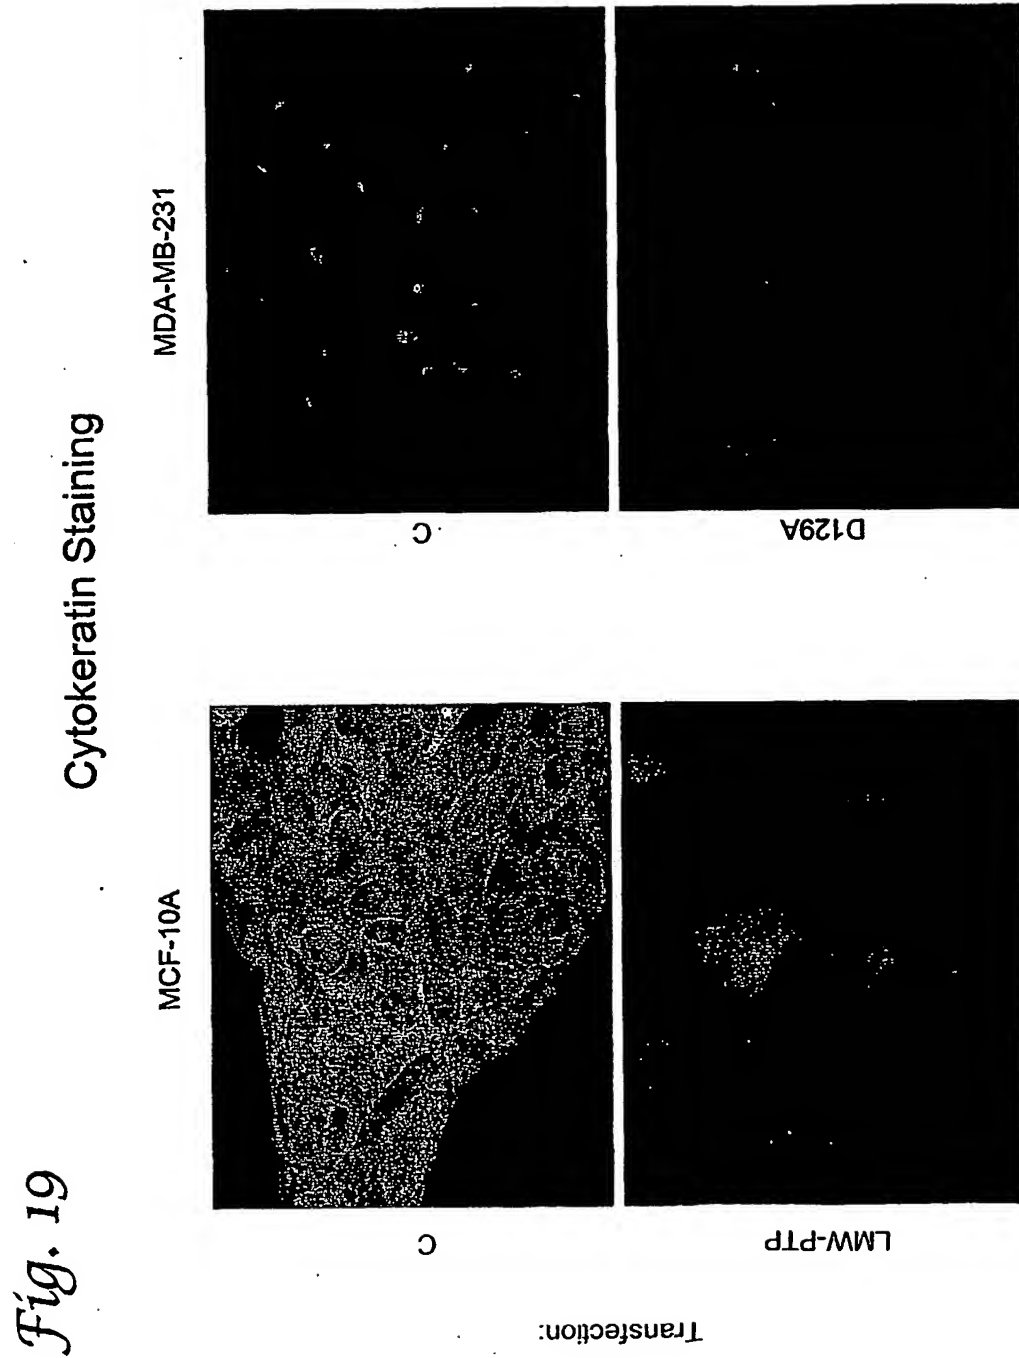 Fig. 19
Cytokeratin Staining
MCF-10A
MDA-MB-231
Transfection:
C
C
LMW-PTP
D129A